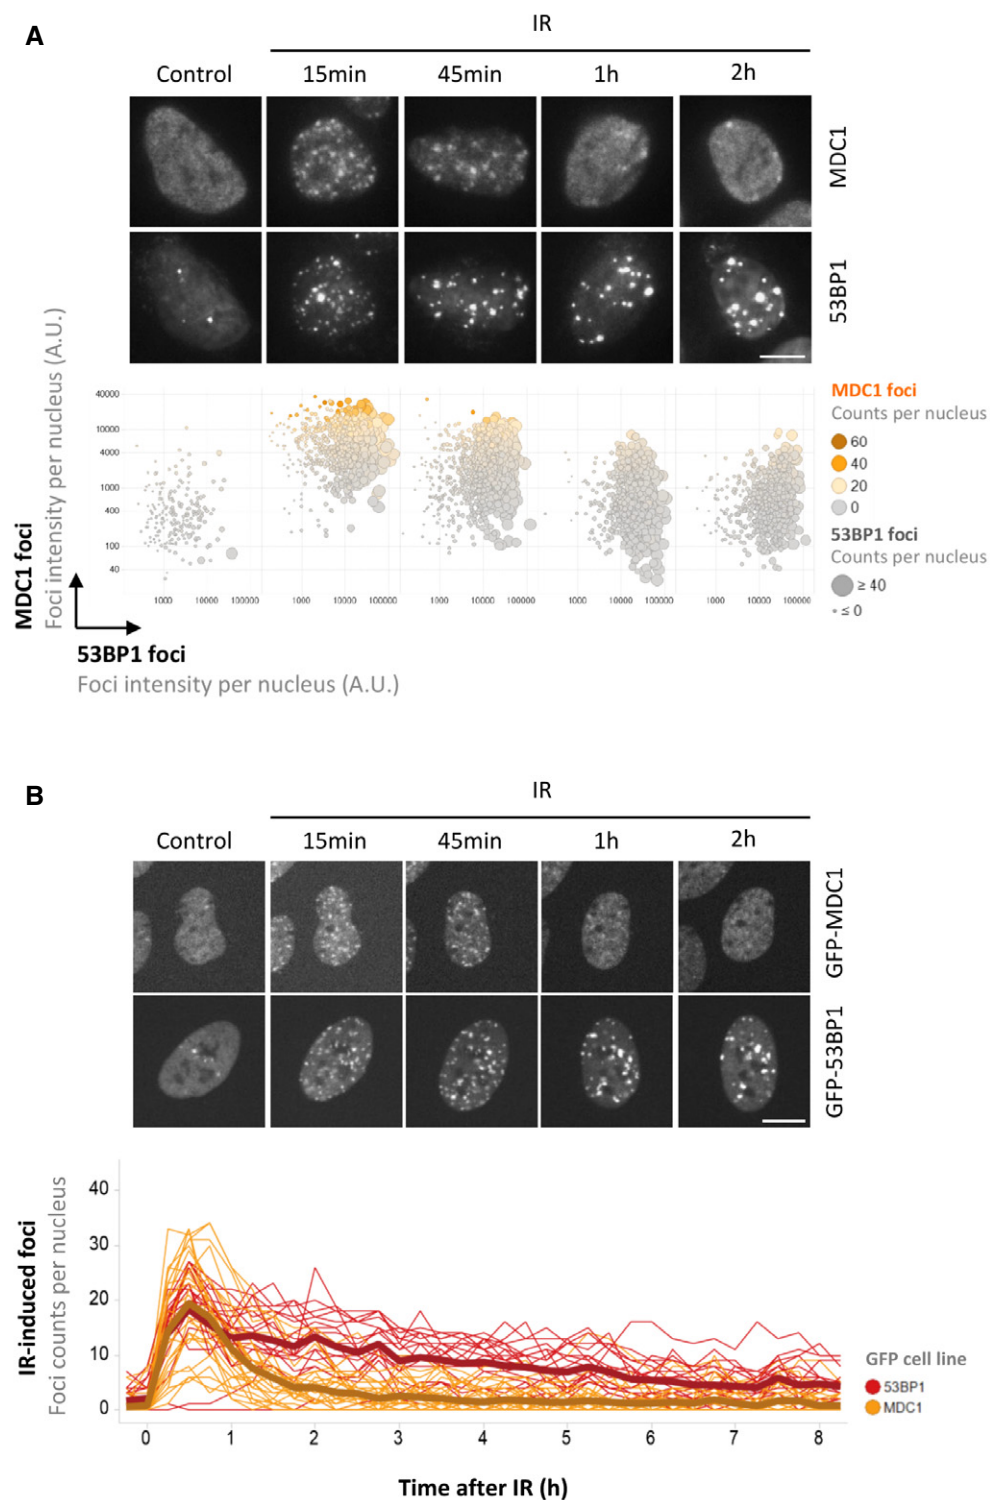 A
IR
Control 15min 45min 1h 2h
MDC1
53BP1
MDC1 foci
Foci intensity per nucleus (A.U.)
40000
10000
4000
1000
400
100
40
1000 10000 100000 1000 10000 100000 1000 10000 100000 1000 10000 100000 1000 10000 100000
53BP1 foci
Foci intensity per nucleus (A.U.)
MDC1 foci
Counts per nucleus
60
40
20
0
53BP1 foci
Counts per nucleus
≥ 40
≤ 0
B
IR
Control 15min 45min 1h 2h
GFP-MDC1
GFP-53BP1
IR-induced foci
Foci counts per nucleus
40
30
20
10
0
0 1 2 3 4 5 6 7 8
Time after IR (h)
GFP cell line
53BP1
MDC1